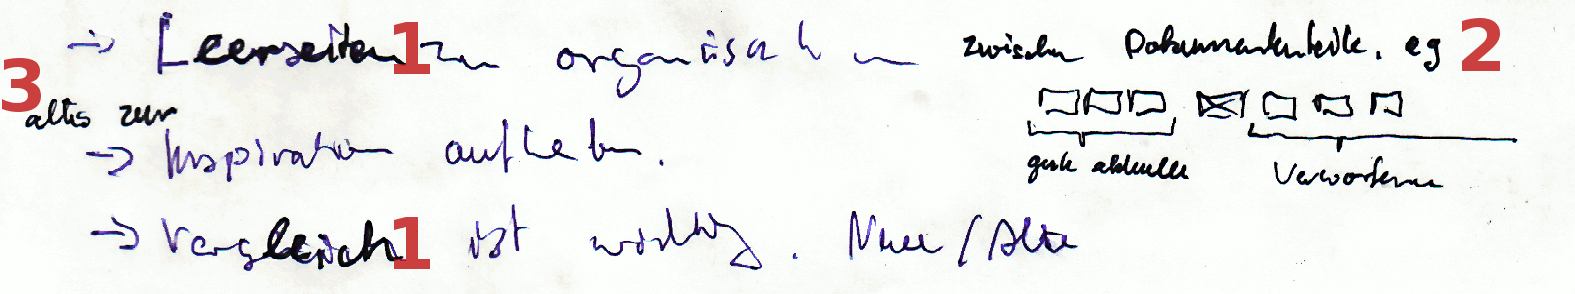 → Leerseiten 1 zu organisieren zwischen Dokumententeile. eg 2
3 altes zur
→ Inspiration aufheben.
gute aktuelle Verworfene
→ Vergleich 1 ist wichtig. Neue/Alte